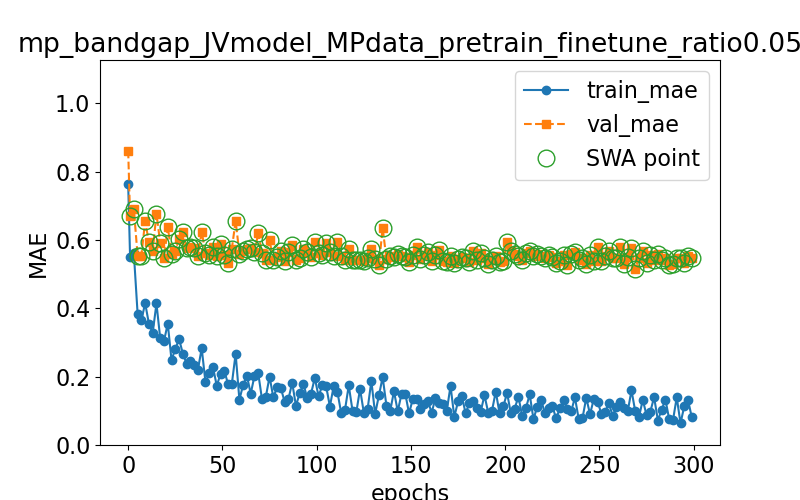 mp_bandgap_JVmodel_MPdata_pretrain_finetune_ratio0.05
train_mae
val_mae
SWA point
MAE
1.0
0.8
0.6
0.4
0.2
0.0
0 50 100 150 200 250 300
epochs